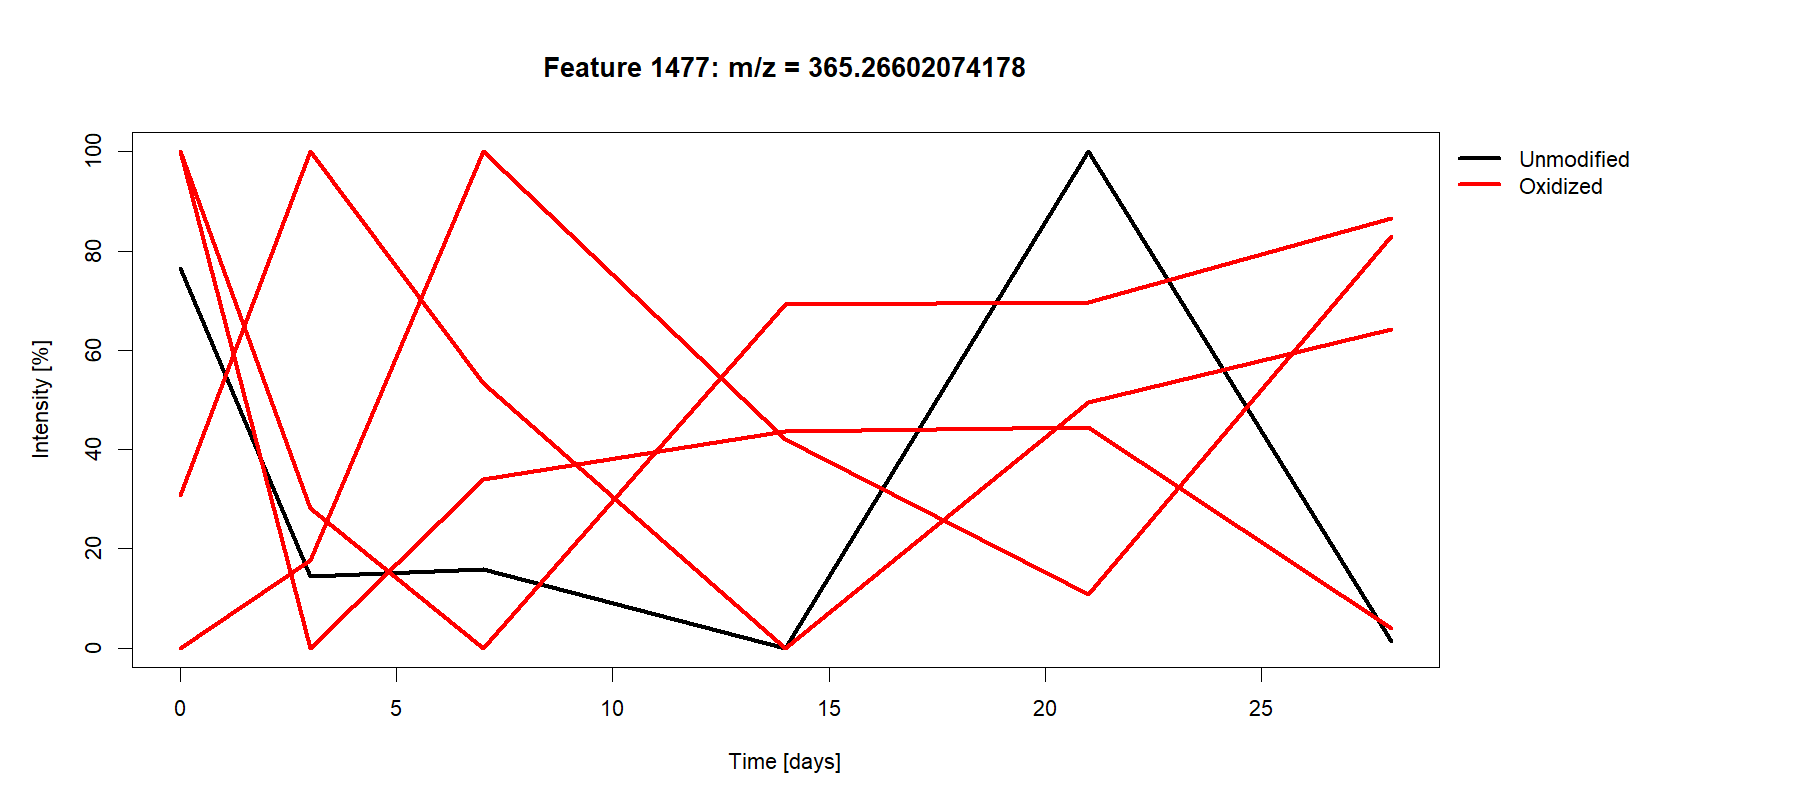 Feature 1477: m/z = 365.26602074178
Unmodified
Oxidized
Intensity [%]
100
80
60
40
20
0
0 5 10 15 20 25
Time [days]